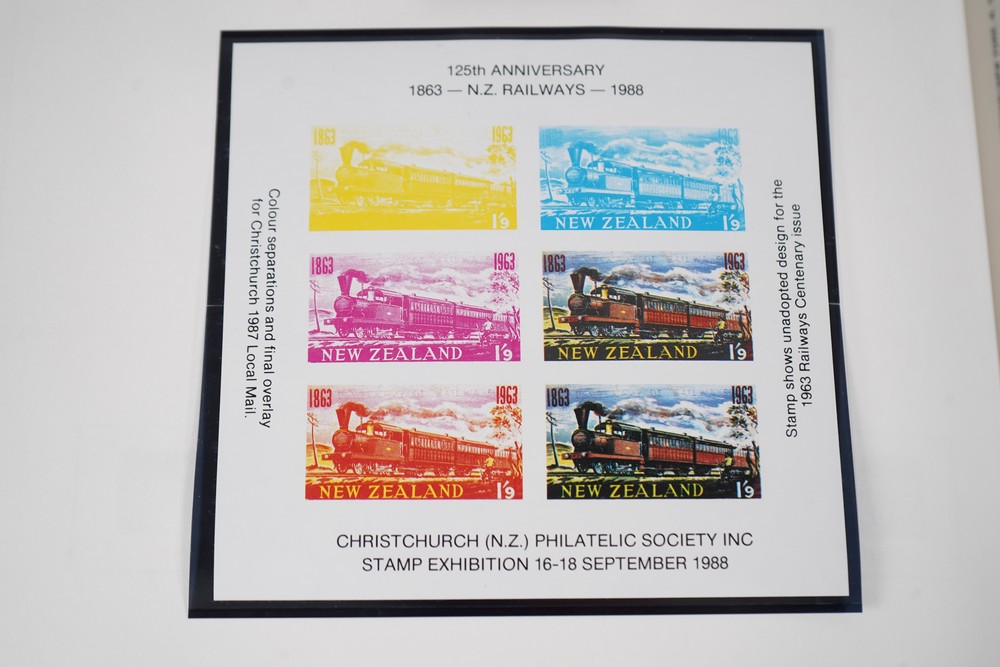 125th ANNIVERSARY
1863 — N.Z. RAILWAYS — 1988
1863 1963
1'9
NEW ZEALAND 1'9
1863 1963
NEW ZEALAND 1'9
1863 1963
NEW ZEALAND 1'9
1863 1963
NEW ZEALAND 1'9
1863 1963
NEW ZEALAND 1'9
Colour separations and final overlay
for Christchurch 1987 Local Mail.
Stamp shows unadopted design for the
1963 Railways Centenary issue
CHRISTCHURCH (N.Z.) PHILATELIC SOCIETY INC
STAMP EXHIBITION 16-18 SEPTEMBER 1988